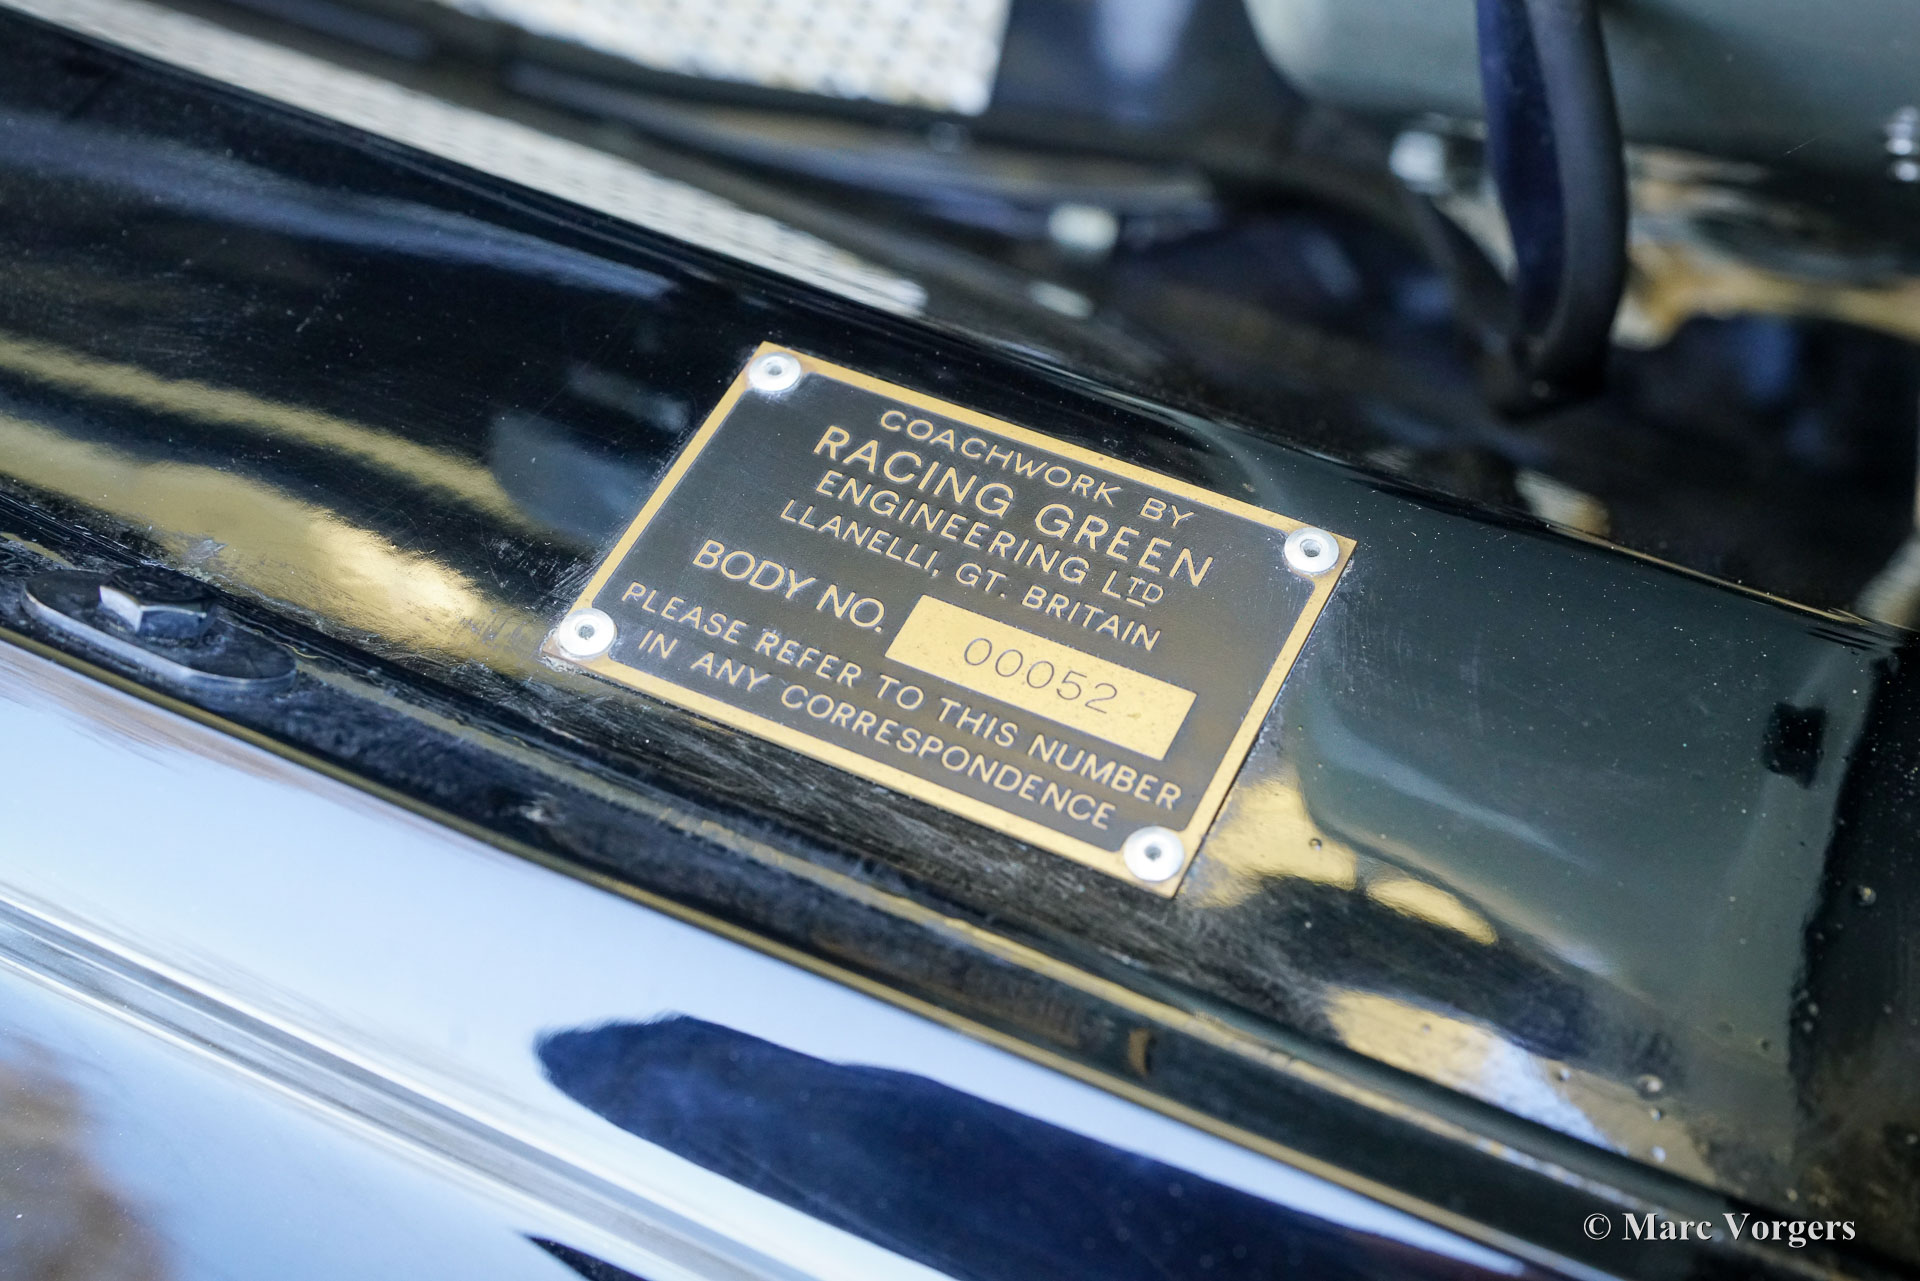 COACHWORK BY
RACING GREEN
ENGINEERING LTD
LLANELLI, GT. BRITAIN
BODY NO. 00052
PLEASE REFER TO THIS NUMBER
IN ANY CORRESPONDENCE
© Marc Vorgers